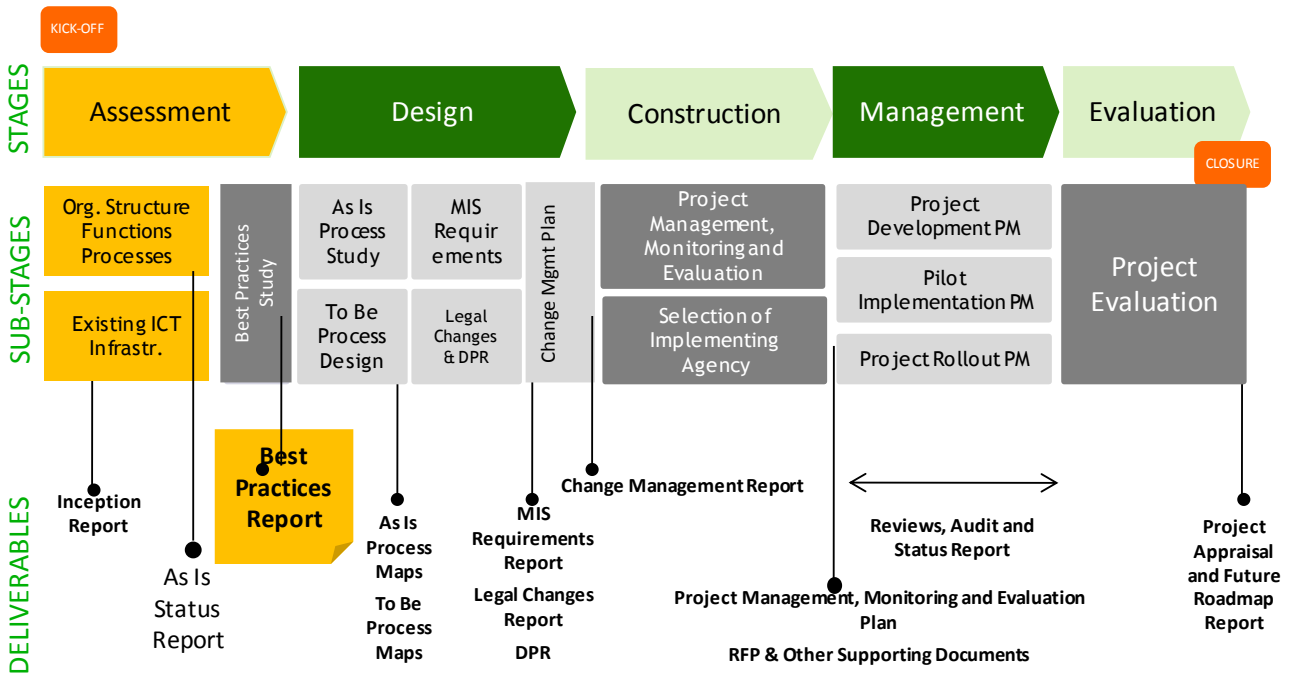 KICK-OFF
STAGES
Assessment
Design
Construction
Management
Evaluation
CLOSURE
SUB-STAGES
Org. Structure
Functions
Processes
Existing ICT
Infrastr.
Best Practices
Study
As Is
Process
Study
To Be
Process
Design
MIS
Requir
ements
Legal
Changes
& DPR
Change Mgmt Plan
Project
Management,
Monitoring and
Evaluation
Selection of
Implementing
Agency
Project
Development PM
Pilot
Implementation PM
Project Rollout PM
Project
Evaluation
DELIVERABLES
Inception
Report
As Is
Status
Report
Best
Practices
Report
As Is
Process
Maps
To Be
Process
Maps
MIS
Requirements
Report
Legal Changes
Report
DPR
Change Management Report
Reviews, Audit and
Status Report
Project Management, Monitoring and Evaluation
Plan
RFP & Other Supporting Documents
Project
Appraisal
and Future
Roadmap
Report